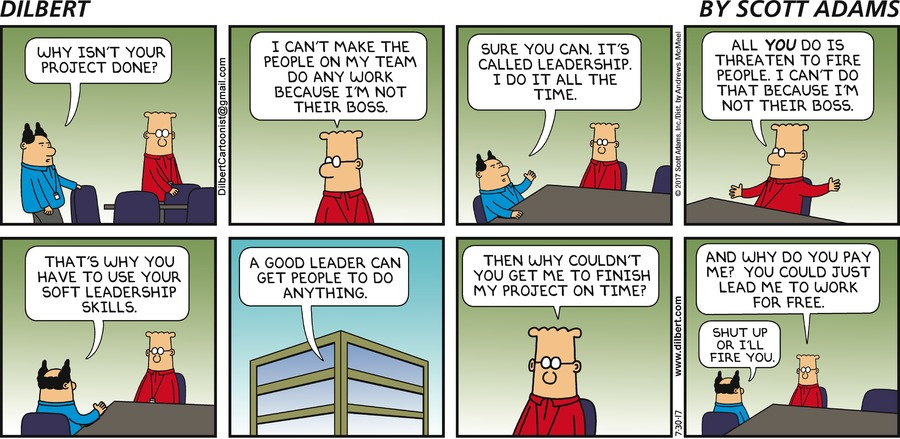 DILBERT
BY SCOTT ADAMS
WHY ISN'T YOUR
PROJECT DONE?
DilbertCartoonist@gmail.com
I CAN'T MAKE THE
PEOPLE ON MY TEAM
DO ANY WORK
BECAUSE I'M NOT
THEIR BOSS.
SURE YOU CAN. IT'S
CALLED LEADERSHIP.
I DO IT ALL THE
TIME.
© 2017 Scott Adams, Inc./Dist. by Andrews McMeel
ALL YOU DO IS
THREATEN TO FIRE
PEOPLE. I CAN'T DO
THAT BECAUSE I'M
NOT THEIR BOSS.
THAT'S WHY YOU
HAVE TO USE YOUR
SOFT LEADERSHIP
SKILLS.
A GOOD LEADER CAN
GET PEOPLE TO DO
ANYTHING.
THEN WHY COULDN'T
YOU GET ME TO FINISH
MY PROJECT ON TIME?
7-30-17 www.dilbert.com
AND WHY DO YOU PAY
ME? YOU COULD JUST
LEAD ME TO WORK
FOR FREE.
SHUT UP
OR I'LL
FIRE YOU.